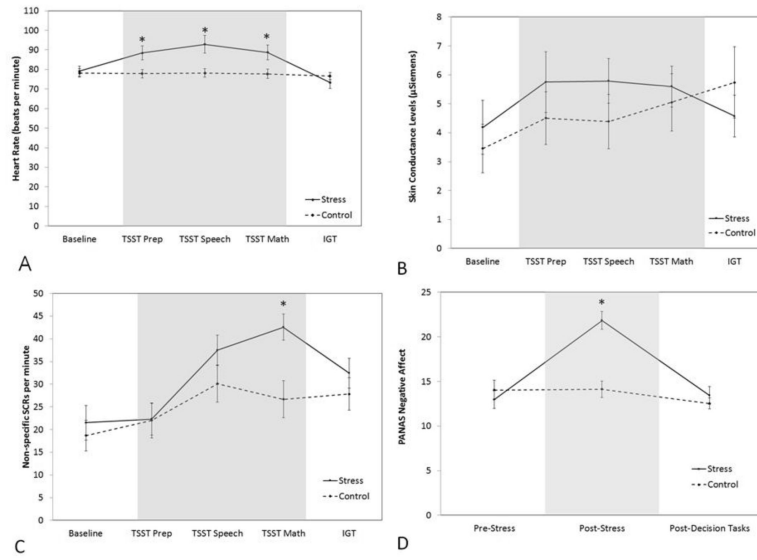 Heart Rate (beats per minute)
110
100
90
80
70
60
50
40
30
20
10
0
*
*
*
Stress
Control
Baseline
TSST Prep
TSST Speech
TSST Math
IGT
A
Skin Conductance Levels (µSiemens)
8
7
6
5
4
3
2
1
0
Stress
Control
Baseline
TSST Prep
TSST Speech
TSST Math
IGT
B
Non-specific SCRs per minute
50
45
40
35
30
25
20
15
10
5
0
*
Stress
Control
Baseline
TSST Prep
TSST Speech
TSST Math
IGT
C
PANAS Negative Affect
25
20
15
10
5
0
*
Stress
Control
Pre-Stress
Post-Stress
Post-Decision Tasks
D